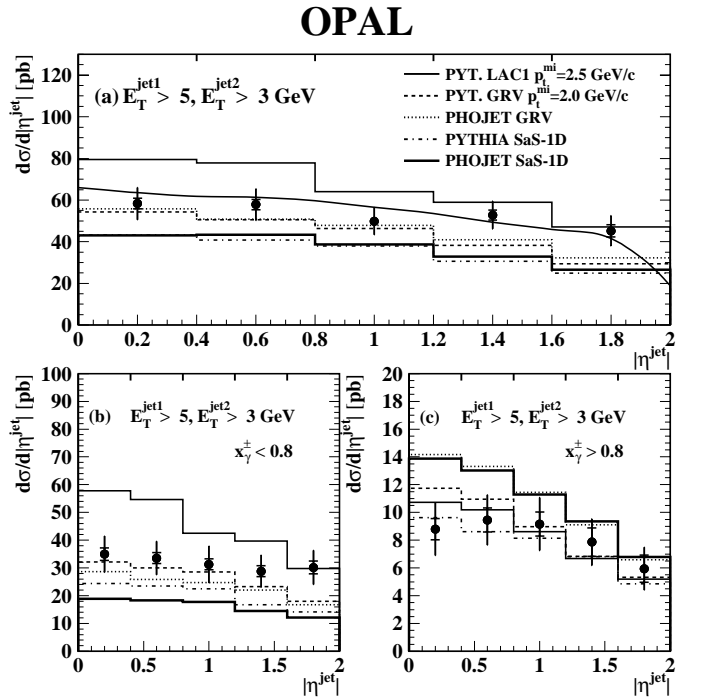 OPAL
dσ/d|η^jet| [pb]
(a) E_T^jet1 > 5, E_T^jet2 > 3 GeV
PYT. LAC1 p_t^mi=2.5 GeV/c
PYT. GRV p_t^mi=2.0 GeV/c
PHOJET GRV
PYTHIA SaS-1D
PHOJET SaS-1D
120
100
80
60
40
20
0
0 0.2 0.4 0.6 0.8 1 1.2 1.4 1.6 1.8 2
|η^jet|
dσ/d|η^jet| [pb]
(b) E_T^jet1 > 5, E_T^jet2 > 3 GeV
x_γ^± < 0.8
100
90
80
70
60
50
40
30
20
10
0
0 0.5 1 1.5 2
|η^jet|
dσ/d|η^jet| [pb]
(c) E_T^jet1 > 5, E_T^jet2 > 3 GeV
x_γ^± > 0.8
20
18
16
14
12
10
8
6
4
2
0
0 0.5 1 1.5 2
|η^jet|